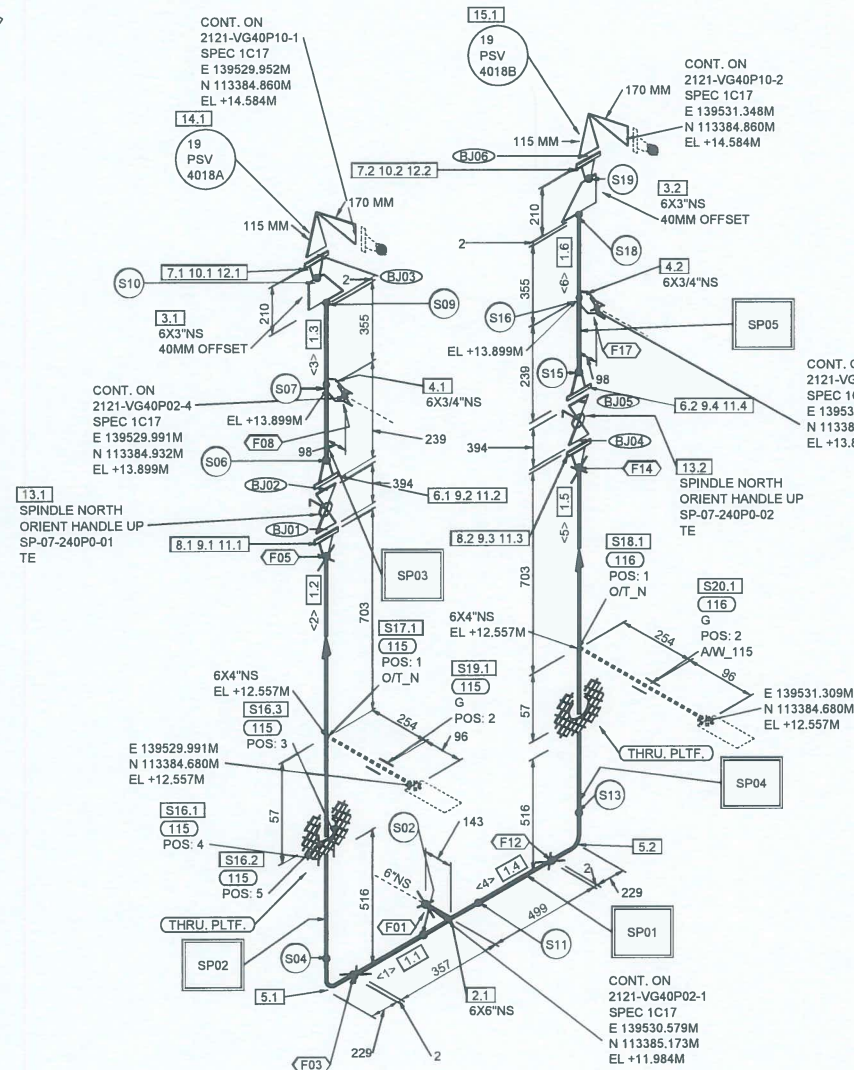 CONT. ON
2121-VG40P10-1
SPEC 1C17
E 139529.952M
N 113384.860M
EL +14.584M
14.1
19
PSV
4018A
170 MM
115 MM
7.1 10.1 12.1
S10
2
BJ03
S09
210
3.1
6X3"NS
40MM OFFSET
1.3
<3>
355
S07
4.1
6X3/4"NS
CONT. ON
2121-VG40P02-4
SPEC 1C17
E 139529.991M
N 113384.932M
EL +13.899M
EL +13.899M
F08
98
239
S06
BJ02
394
6.1 9.2 11.2
13.1
SPINDLE NORTH
ORIENT HANDLE UP
SP-07-240P0-01
TE
BJ01
8.1 9.1 11.1
F05
SP03
1.2
<2>
703
S17.1
115
POS: 1
O/T_N
6X4"NS
EL +12.557M
S16.3
115
POS: 3
S19.1
115
G
POS: 2
254
96
E 139529.991M
N 113384.680M
EL +12.557M
57
S16.1
115
POS: 4
S16.2
115
POS: 5
THRU. PLTF.
SP02
S04
516
5.1
F03
229
2
<1>
1.1
357
F01
S02
143
6"NS
2.1
6X6"NS
<4>
1.4
499
S11
F12
5.2
2
229
SP01
CONT. ON
2121-VG40P02-1
SPEC 1C17
E 139530.579M
N 113385.173M
EL +11.984M
15.1
19
PSV
4018B
170 MM
115 MM
CONT. ON
2121-VG40P10-2
SPEC 1C17
E 139531.348M
N 113384.860M
EL +14.584M
BJ06
7.2 10.2 12.2
S19
3.2
6X3"NS
40MM OFFSET
210
2
S18
1.6
<6>
355
4.2
6X3/4"NS
S16
SP05
EL +13.899M
F17
S15
98
239
BJ05
6.2 9.4 11.4
394
BJ04
F14
13.2
SPINDLE NORTH
ORIENT HANDLE UP
SP-07-240P0-02
TE
8.2 9.3 11.3
1.5
<5>
703
S18.1
116
POS: 1
O/T_N
S20.1
116
G
POS: 2
A/W_115
6X4"NS
EL +12.557M
254
96
E 139531.309M
N 113384.680M
EL +12.557M
57
THRU. PLTF.
SP04
S13
516